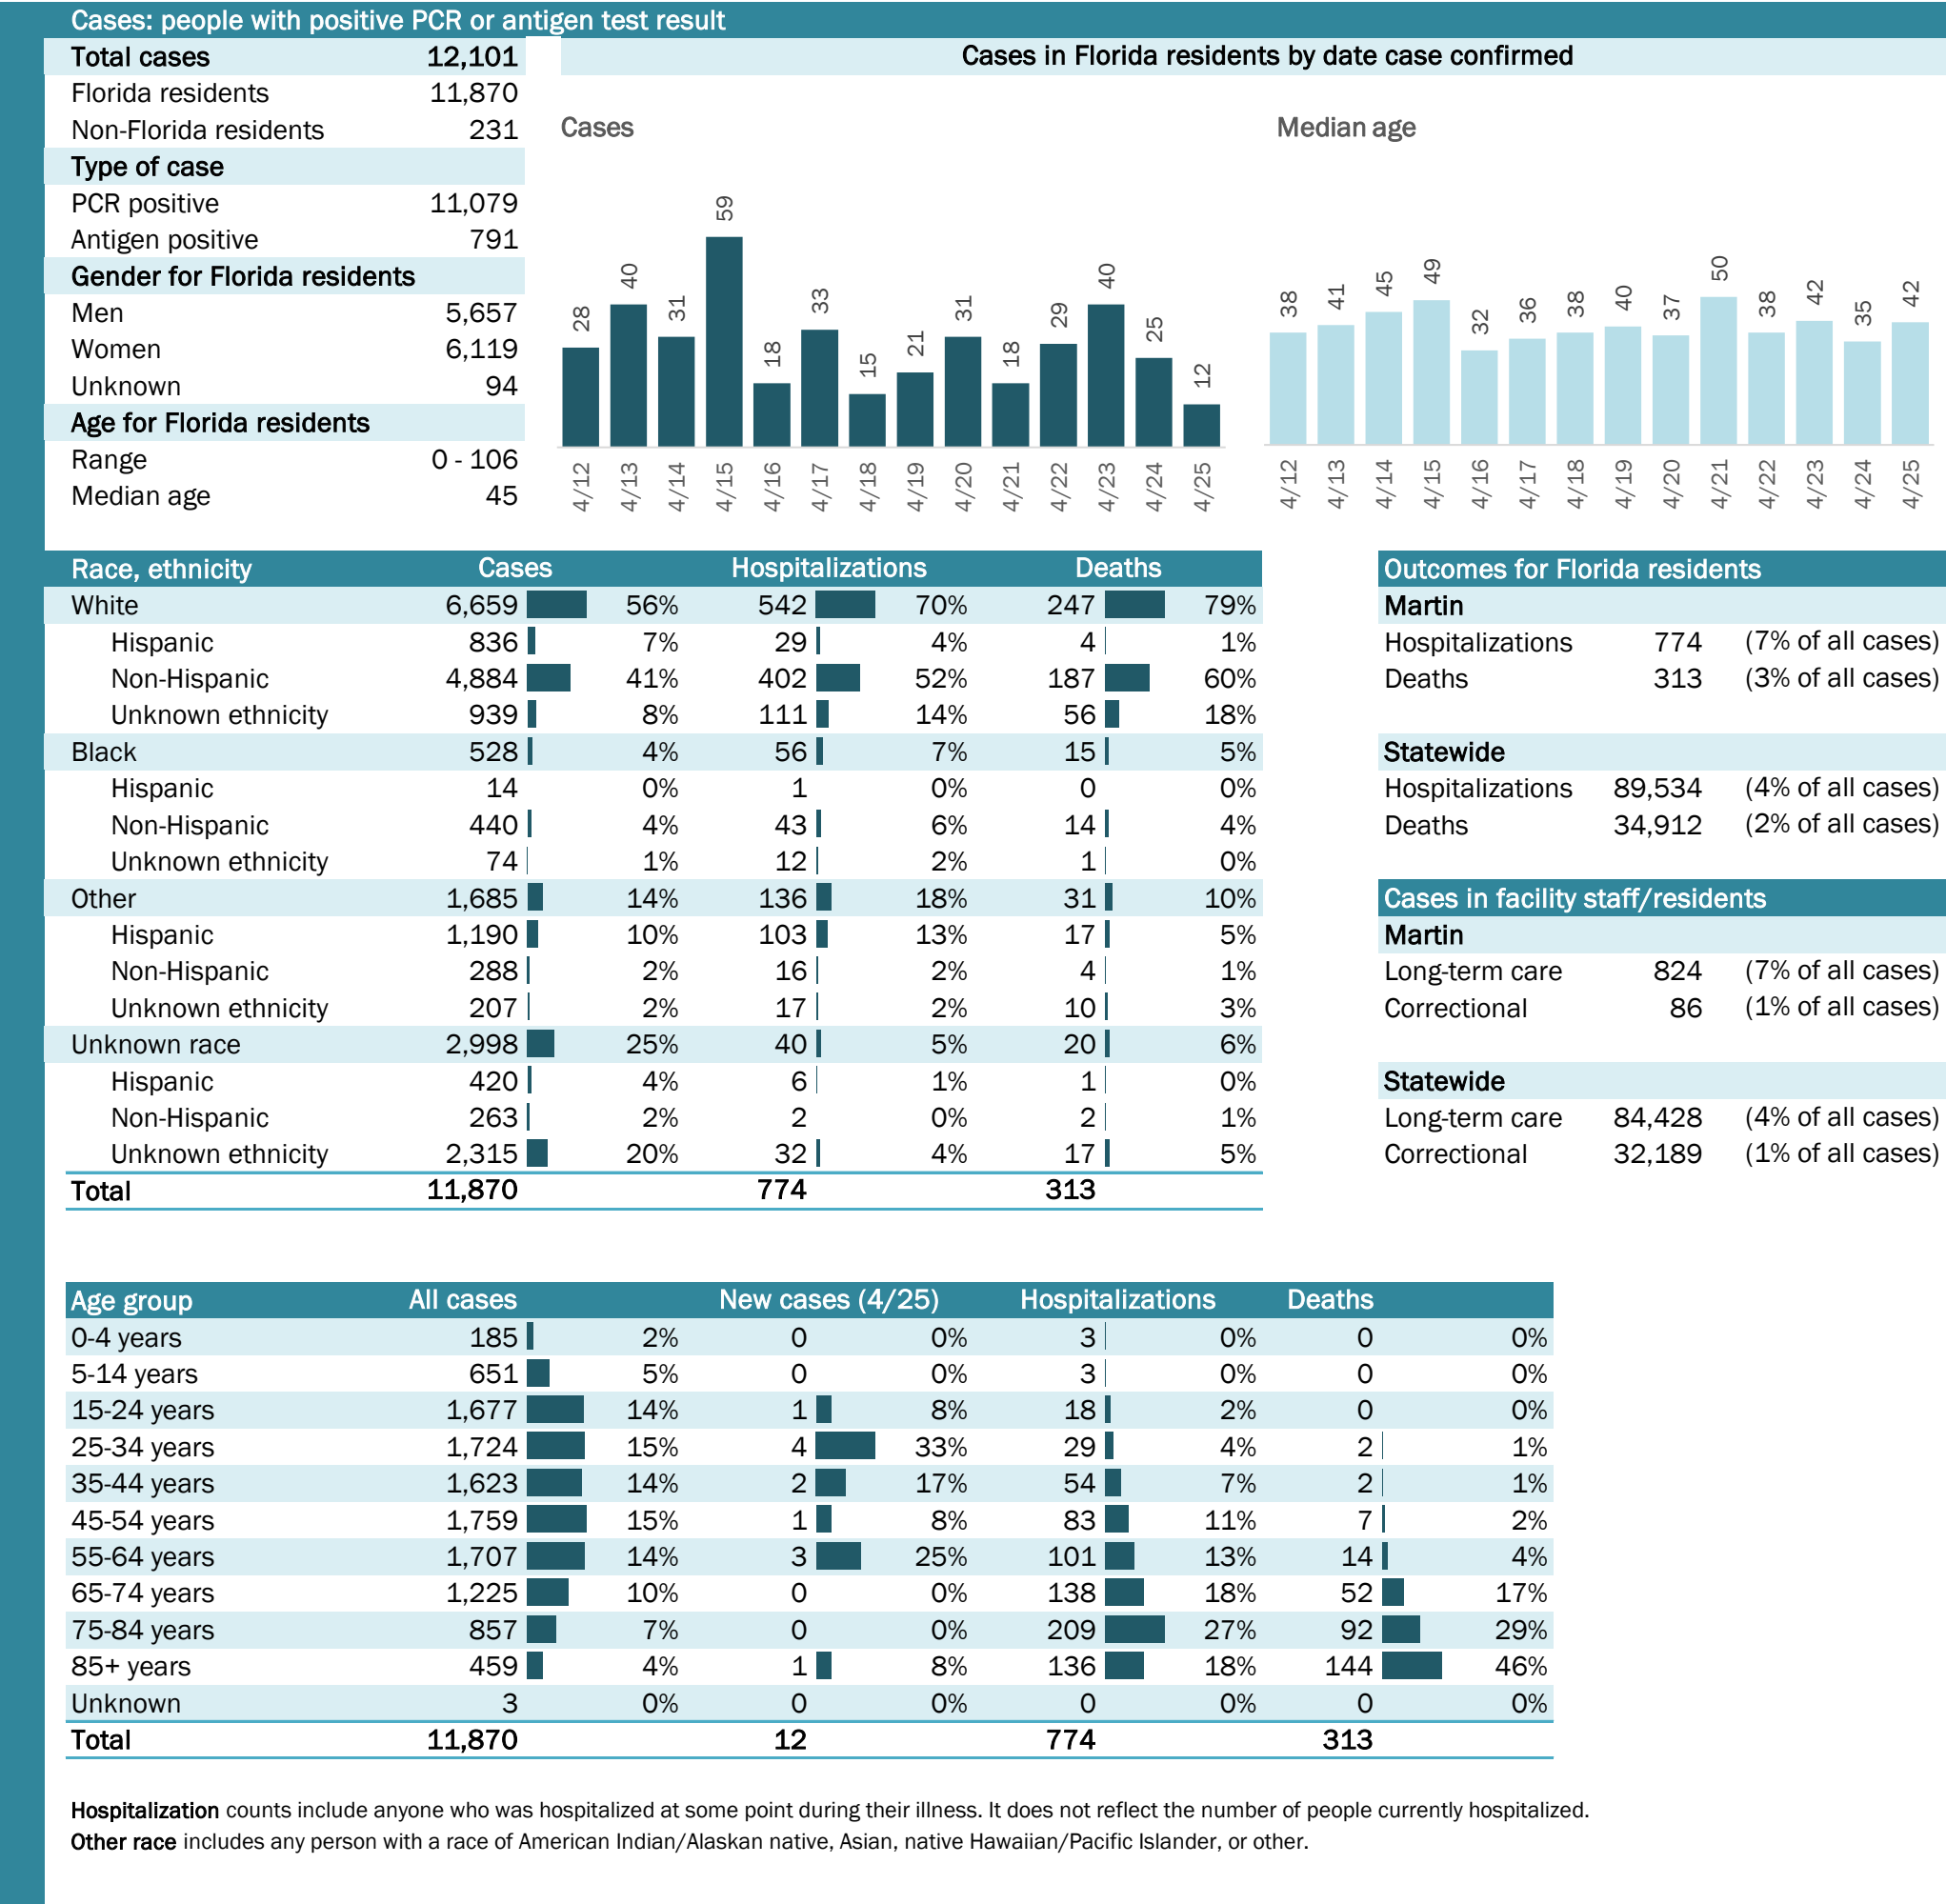 Cases: people with positive PCR or antigen test result
Total cases 12,101
Florida residents 11,870
Non-Florida residents 231
Type of case
PCR positive 11,079
Antigen positive 791
Gender for Florida residents
Men 5,657
Women 6,119
Unknown 94
Age for Florida residents
Range 0 - 106
Median age 45
Cases in Florida residents by date case confirmed
Cases
28 40 31 59 18 33 15 21 31 18 29 40 25 12
4/12 4/13 4/14 4/15 4/16 4/17 4/18 4/19 4/20 4/21 4/22 4/23 4/24 4/25
Median age
38 41 45 49 32 36 38 40 37 50 38 42 35 42
4/12 4/13 4/14 4/15 4/16 4/17 4/18 4/19 4/20 4/21 4/22 4/23 4/24 4/25
Race, ethnicity Cases Hospitalizations Deaths
White 6,659 56% 542 70% 247 79%
Hispanic 836 7% 29 4% 4 1%
Non-Hispanic 4,884 41% 402 52% 187 60%
Unknown ethnicity 939 8% 111 14% 56 18%
Black 528 4% 56 7% 15 5%
Hispanic 14 0% 1 0% 0 0%
Non-Hispanic 440 4% 43 6% 14 4%
Unknown ethnicity 74 1% 12 2% 1 0%
Other 1,685 14% 136 18% 31 10%
Hispanic 1,190 10% 103 13% 17 5%
Non-Hispanic 288 2% 16 2% 4 1%
Unknown ethnicity 207 2% 17 2% 10 3%
Unknown race 2,998 25% 40 5% 20 6%
Hispanic 420 4% 6 1% 1 0%
Non-Hispanic 263 2% 2 0% 2 1%
Unknown ethnicity 2,315 20% 32 4% 17 5%
Total 11,870 774 313
Outcomes for Florida residents
Martin
Hospitalizations 774 (7% of all cases)
Deaths 313 (3% of all cases)
Statewide
Hospitalizations 89,534 (4% of all cases)
Deaths 34,912 (2% of all cases)
Cases in facility staff/residents
Martin
Long-term care 824 (7% of all cases)
Correctional 86 (1% of all cases)
Statewide
Long-term care 84,428 (4% of all cases)
Correctional 32,189 (1% of all cases)
Age group All cases New cases (4/25) Hospitalizations Deaths
0-4 years 185 2% 0 0% 3 0% 0 0%
5-14 years 651 5% 0 0% 3 0% 0 0%
15-24 years 1,677 14% 1 8% 18 2% 0 0%
25-34 years 1,724 15% 4 33% 29 4% 2 1%
35-44 years 1,623 14% 2 17% 54 7% 2 1%
45-54 years 1,759 15% 1 8% 83 11% 7 2%
55-64 years 1,707 14% 3 25% 101 13% 14 4%
65-74 years 1,225 10% 0 0% 138 18% 52 17%
75-84 years 857 7% 0 0% 209 27% 92 29%
85+ years 459 4% 1 8% 136 18% 144 46%
Unknown 3 0% 0 0% 0 0% 0 0%
Total 11,870 12 774 313
Hospitalization counts include anyone who was hospitalized at some point during their illness. It does not reflect the number of people currently hospitalized.
Other race includes any person with a race of American Indian/Alaskan native, Asian, native Hawaiian/Pacific Islander, or other.